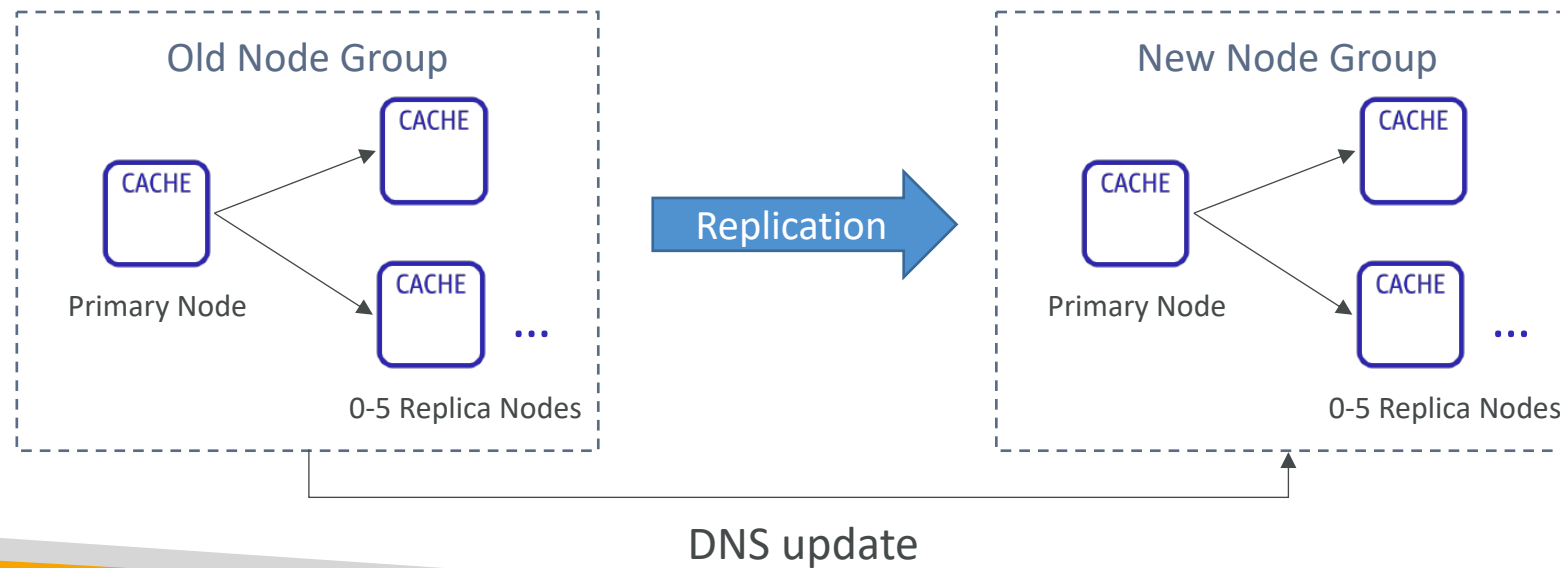 Old Node Group
CACHE
CACHE
Primary Node
CACHE
...
0-5 Replica Nodes
Replication
New Node Group
CACHE
CACHE
Primary Node
CACHE
...
0-5 Replica Nodes
DNS update